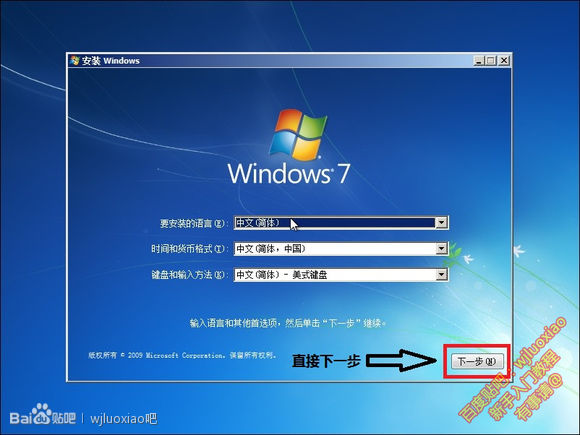 安装 Windows
Windows 7
要安装的语言(E): 中文(简体)
时间和货币格式(T): 中文(简体，中国)
键盘和输入方法(K): 中文(简体) - 美式键盘
输入语言和其他首选项，然后单击“下一步”继续。
版权所有 © 2009 Microsoft Corporation。保留所有权利。
直接下一步
下一步(N)
百度贴吧：wjluoxiao
新手入门教程
有事请@
Bai du 贴吧 | wjluoxiao吧